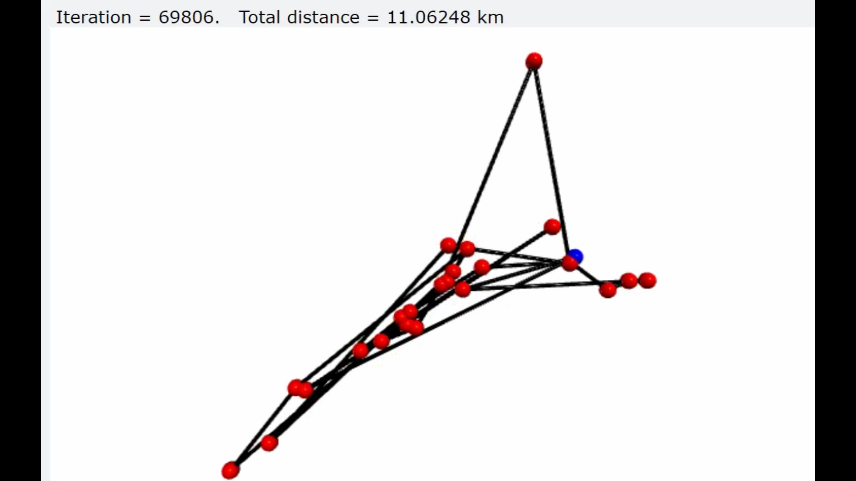 Iteration = 69806. Total distance = 11.06248 km